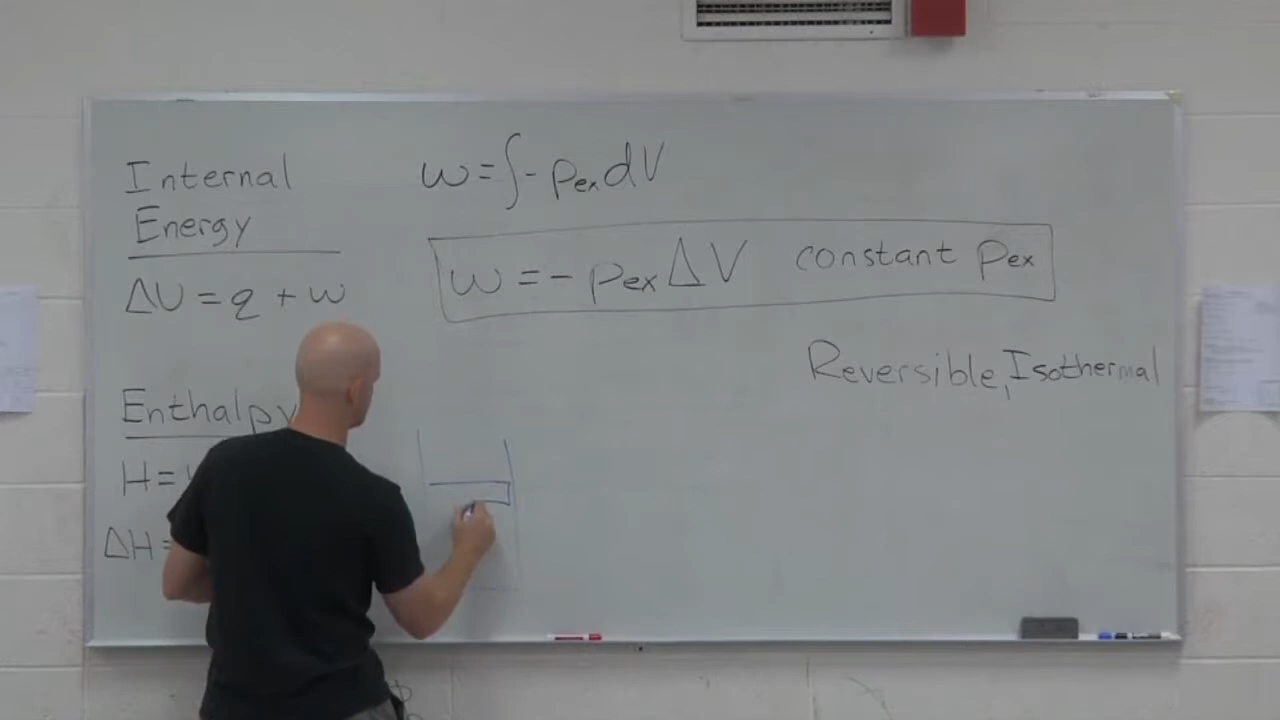 Internal
Energy
ΔU = q + w
Enthalpy
H =
ΔH =
w = ∫ - pex dV
w = - pex ΔV constant pex
Reversible, Isothermal